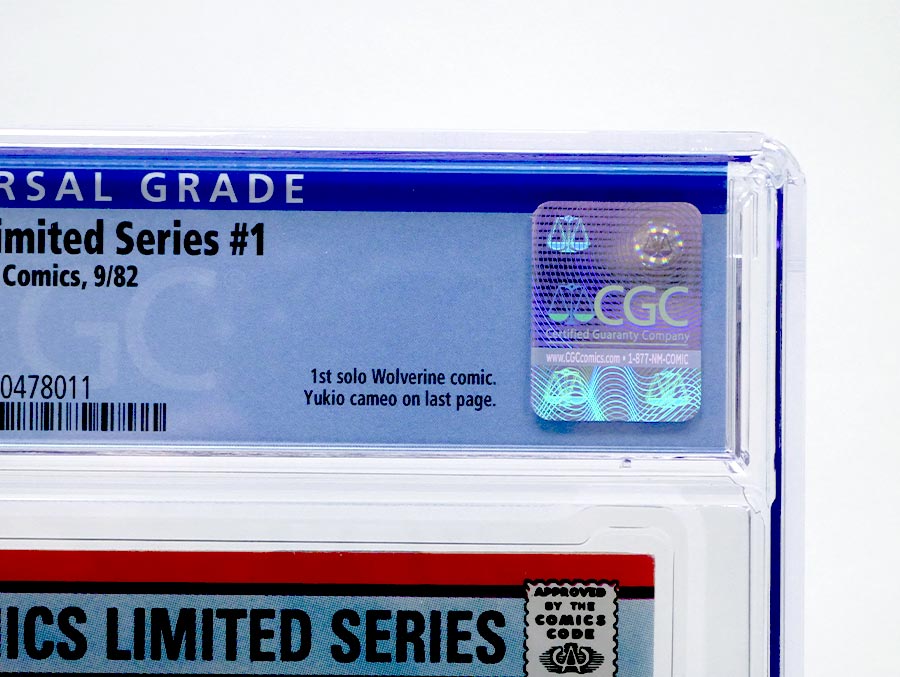 RSAL GRADE
imited Series #1
Comics, 9/82
CGC
0478011
1st solo Wolverine comic.
Yukio cameo on last page.
CGC
Certified Guaranty Company
www.CGCcomics.com • 1-877-NM-COMIC
ICS LIMITED SERIES
APPROVED
BY THE
COMICS
CODE